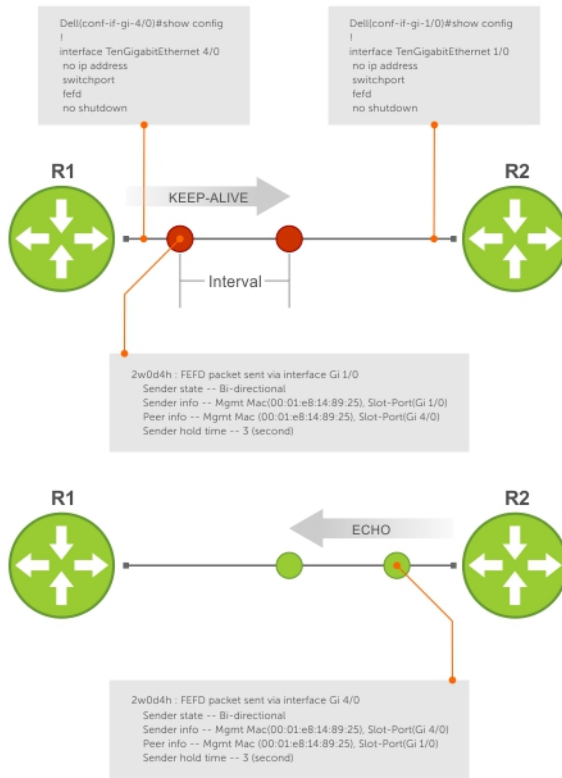 Dell(conf-if-gi-4/0)#show config
!
interface TenGigabitEthernet 4/0
no ip address
switchport
fefd
no shutdown
Dell(conf-if-gi-1/0)#show config
!
interface TenGigabitEthernet 1/0
no ip address
switchport
fefd
no shutdown
R1
R2
KEEP-ALIVE
Interval
2w0d4h : FEFD packet sent via interface Gi 1/0
Sender state -- Bi-directional
Sender info -- Mgmt Mac(00:01:e8:14:89:25), Slot-Port(Gi 1/0)
Peer info -- Mgmt Mac (00:01:e8:14:89:25), Slot-Port(Gi 4/0)
Sender hold time -- 3 (second)
R1
R2
ECHO
2w0d4h : FEFD packet sent via interface Gi 4/0
Sender state -- Bi-directional
Sender info -- Mgmt Mac(00:01:e8:14:89:25), Slot-Port(Gi 4/0)
Peer info -- Mgmt Mac (00:01:e8:14:89:25), Slot-Port(Gi 1/0)
Sender hold time -- 3 (second)